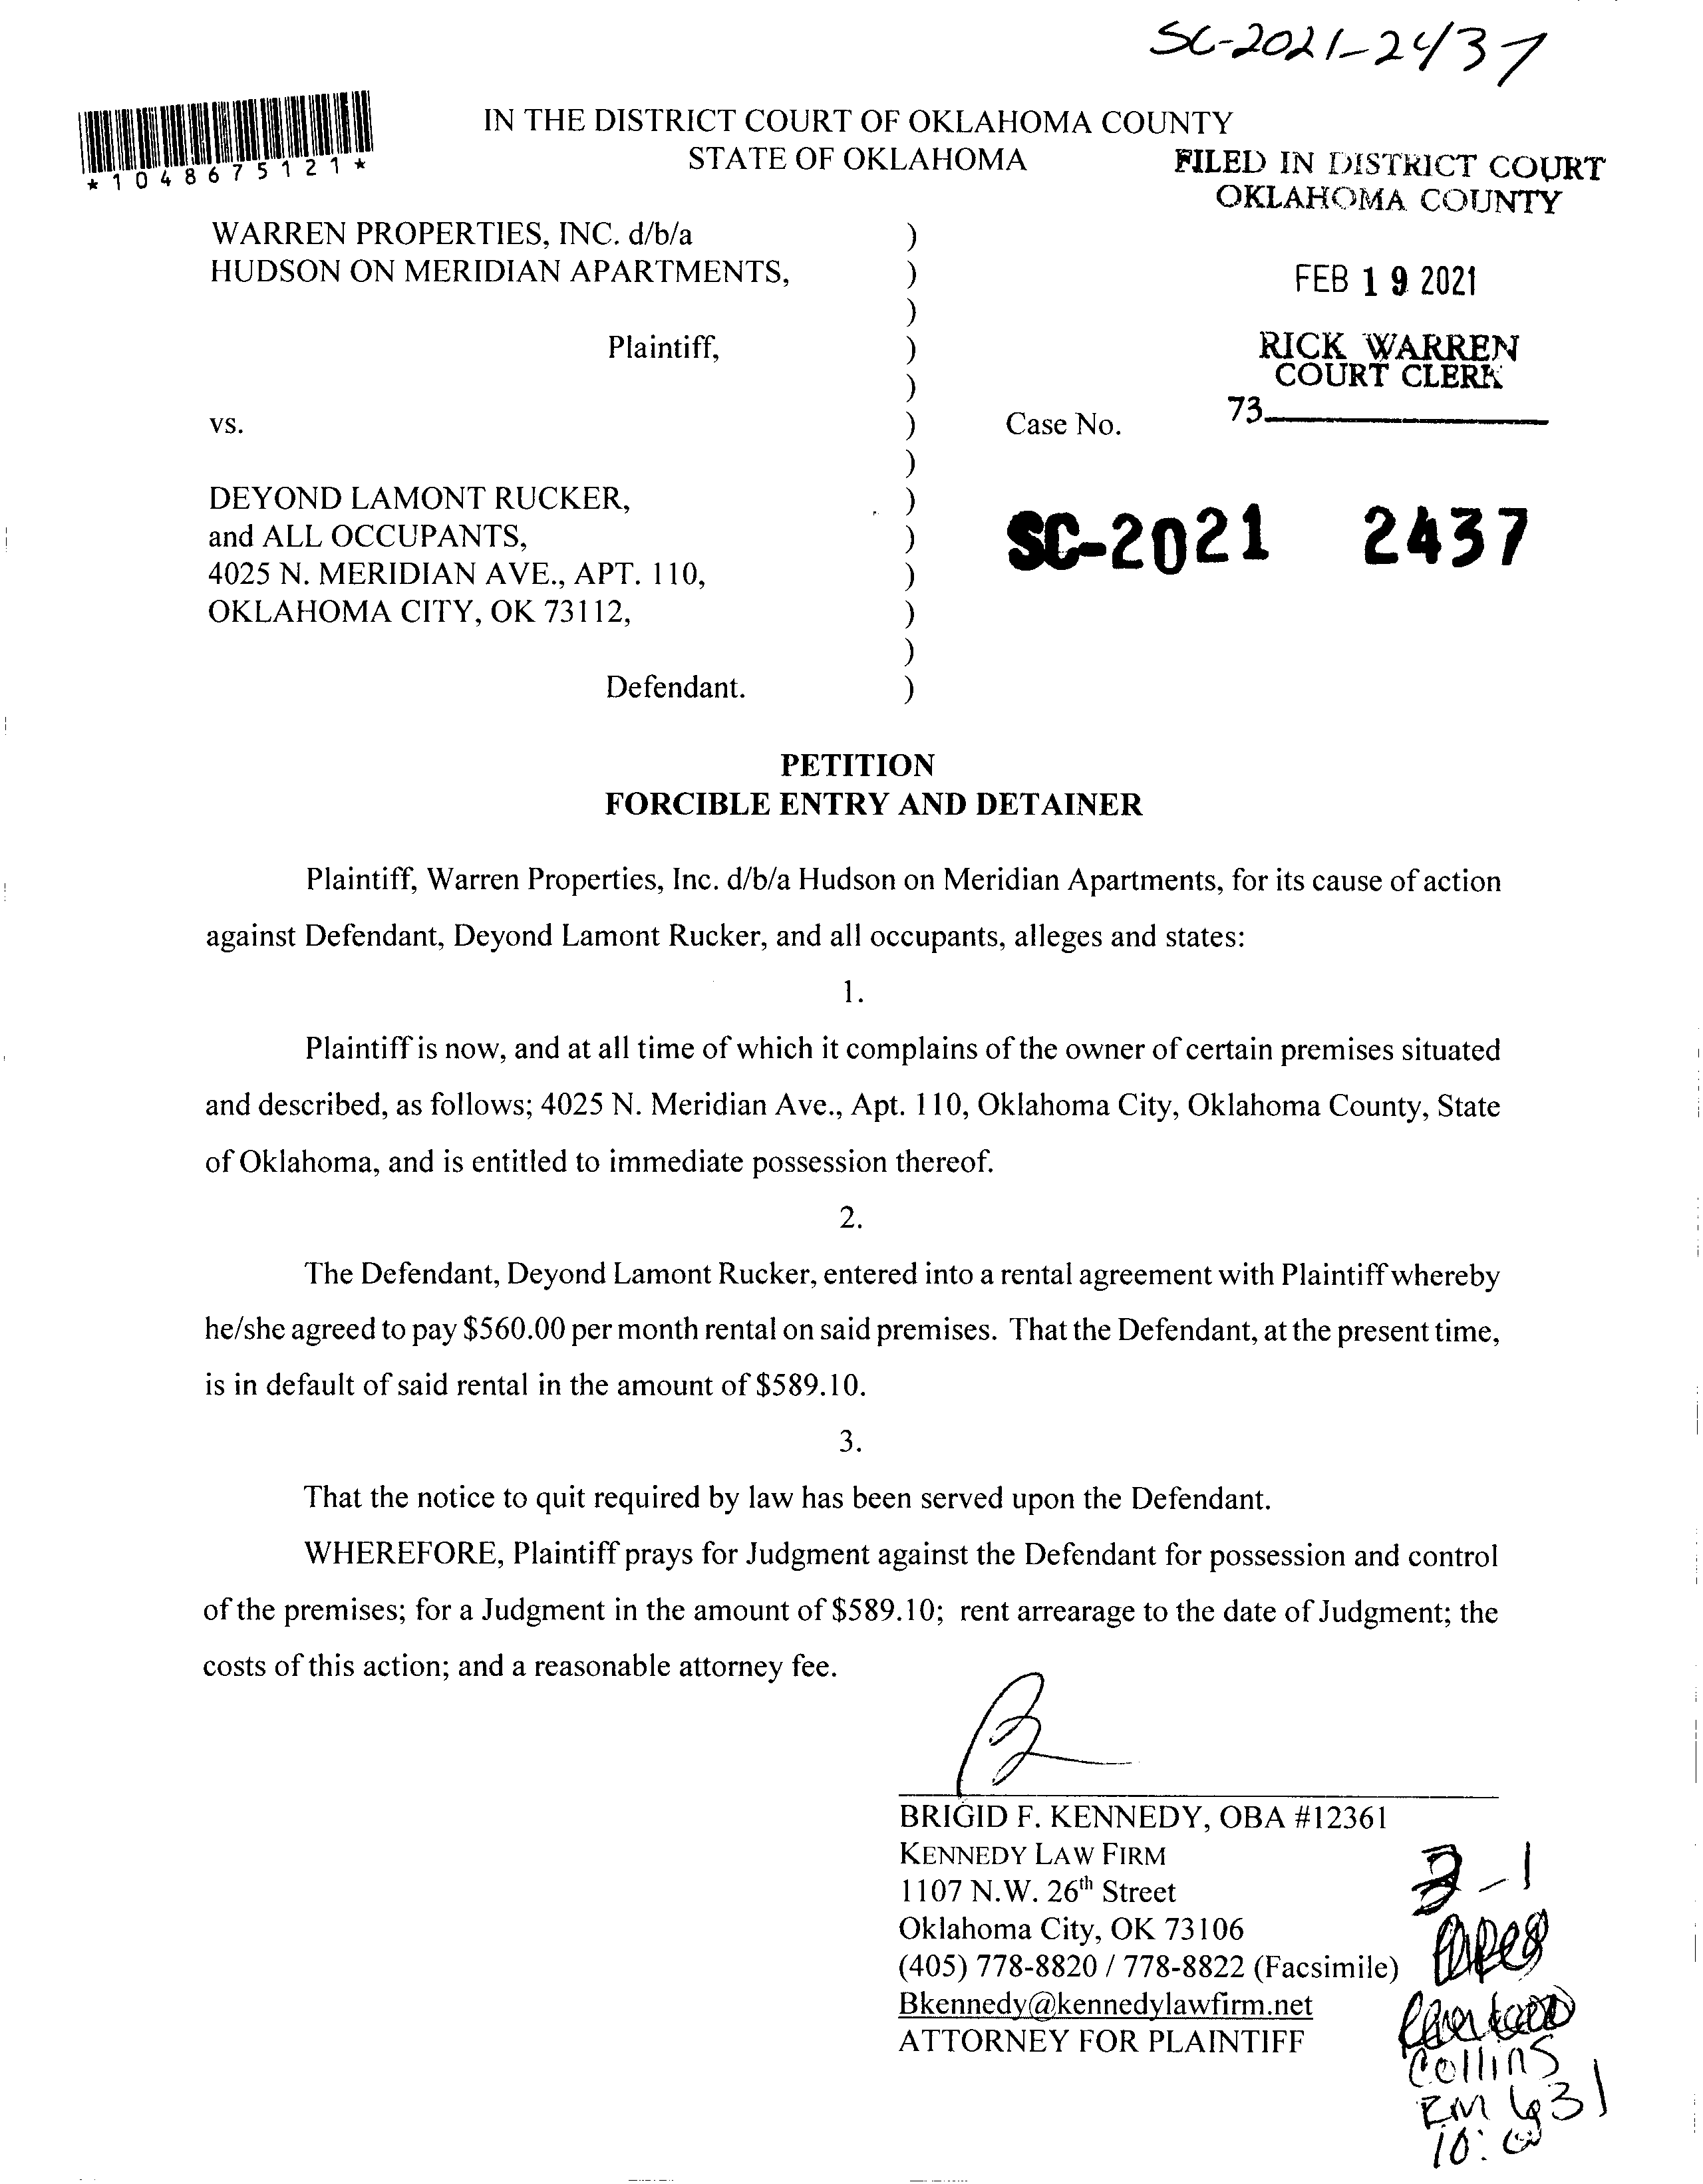 SC-2021-2437
IN THE DISTRICT COURT OF OKLAHOMA COUNTY
STATE OF OKLAHOMA
*1048675121*
FILED IN DISTRICT COURT
OKLAHOMA COUNTY
FEB 19 2021
RICK WARREN
COURT CLERK
73
WARREN PROPERTIES, INC. d/b/a )
HUDSON ON MERIDIAN APARTMENTS, )
)
Plaintiff, )
)
vs. ) Case No.
)
DEYOND LAMONT RUCKER, )
and ALL OCCUPANTS, ) SC-2021 2437
4025 N. MERIDIAN AVE., APT. 110, )
OKLAHOMA CITY, OK 73112, )
)
Defendant. )
PETITION
FORCIBLE ENTRY AND DETAINER
Plaintiff, Warren Properties, Inc. d/b/a Hudson on Meridian Apartments, for its cause of action
against Defendant, Deyond Lamont Rucker, and all occupants, alleges and states:
1.
Plaintiff is now, and at all time of which it complains of the owner of certain premises situated
and described, as follows; 4025 N. Meridian Ave., Apt. 110, Oklahoma City, Oklahoma County, State
of Oklahoma, and is entitled to immediate possession thereof.
2.
The Defendant, Deyond Lamont Rucker, entered into a rental agreement with Plaintiff whereby
he/she agreed to pay $560.00 per month rental on said premises. That the Defendant, at the present time,
is in default of said rental in the amount of $589.10.
3.
That the notice to quit required by law has been served upon the Defendant.
WHEREFORE, Plaintiff prays for Judgment against the Defendant for possession and control
of the premises; for a Judgment in the amount of $589.10; rent arrearage to the date of Judgment; the
costs of this action; and a reasonable attorney fee.
BRIGID F. KENNEDY, OBA #12361
KENNEDY LAW FIRM
1107 N.W. 26th Street
Oklahoma City, OK 73106
(405) 778-8820 / 778-8822 (Facsimile)
Bkennedy@kennedylawfirm.net
ATTORNEY FOR PLAINTIFF
3-1
Collins
RM 631
10:00